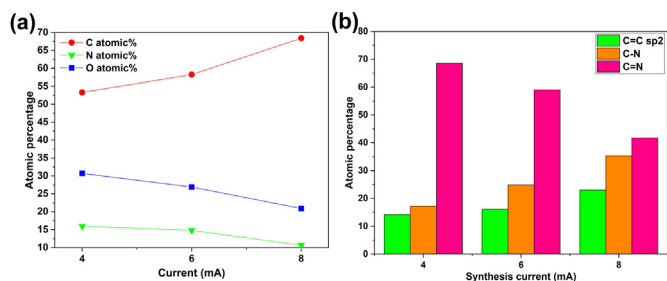 (a)
C atomic%
N atomic%
O atomic%
70
65
60
55
50
45
40
35
30
25
20
15
10
Atomic percentage
4
6
8
Current (mA)
(b)
C=C sp2
C-N
C=N
80
70
60
50
40
30
20
10
0
Atomic percentage
4
6
8
Synthesis current (mA)